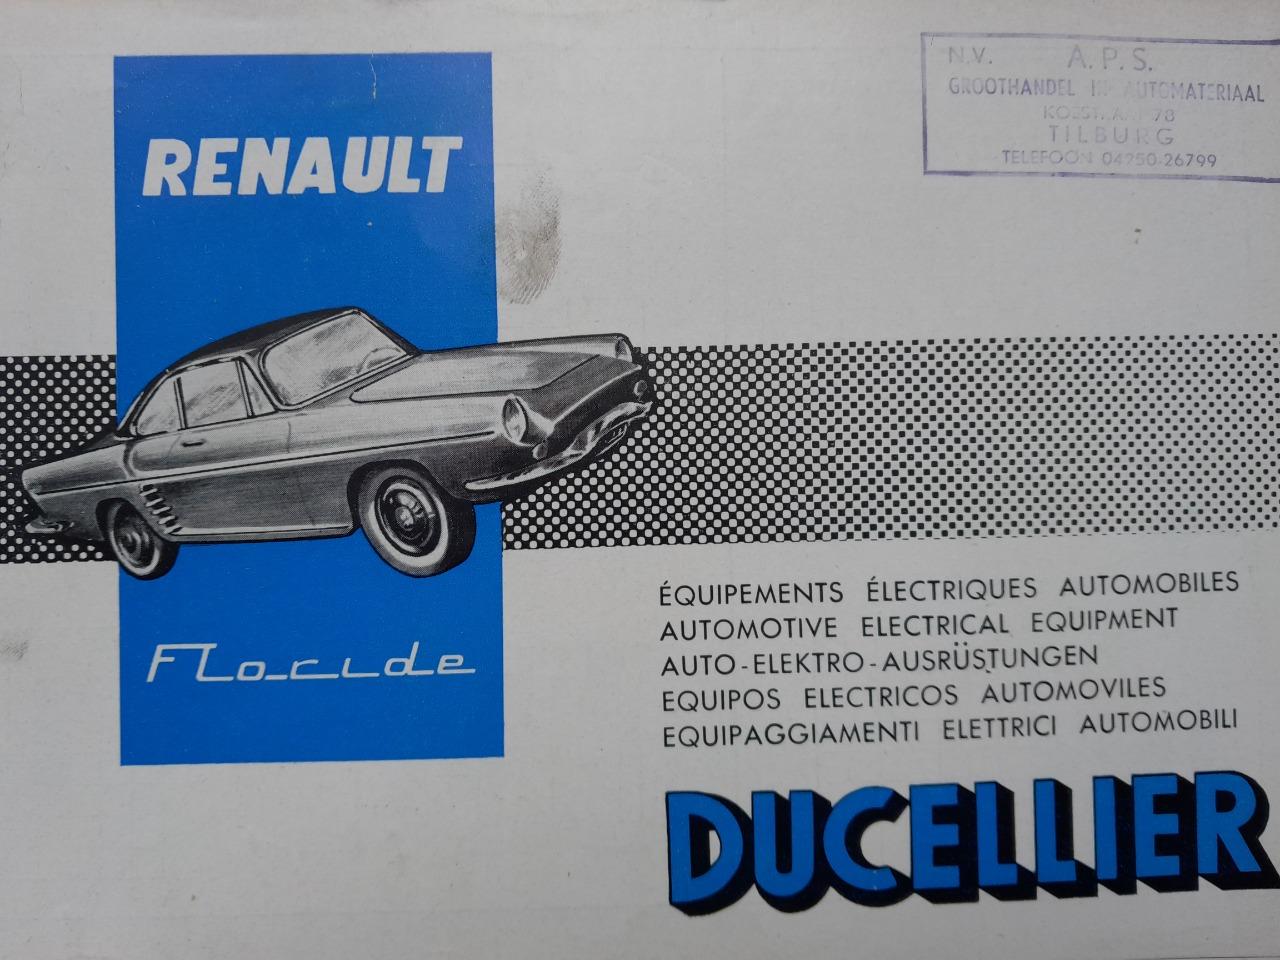 RENAULT
N.V. A.P.S.
GROOTHANDEL IN AUTOMATERIAAL
78
TILBURG
TELEFOON 04250-26799
Floride
ÉQUIPEMENTS ÉLECTRIQUES AUTOMOBILES
AUTOMOTIVE ELECTRICAL EQUIPMENT
AUTO-ELEKTRO-AUSRÜSTUNGEN
EQUIPOS ELECTRICOS AUTOMOVILES
EQUIPAGGIAMENTI ELETTRICI AUTOMOBILI
DUCELLIER